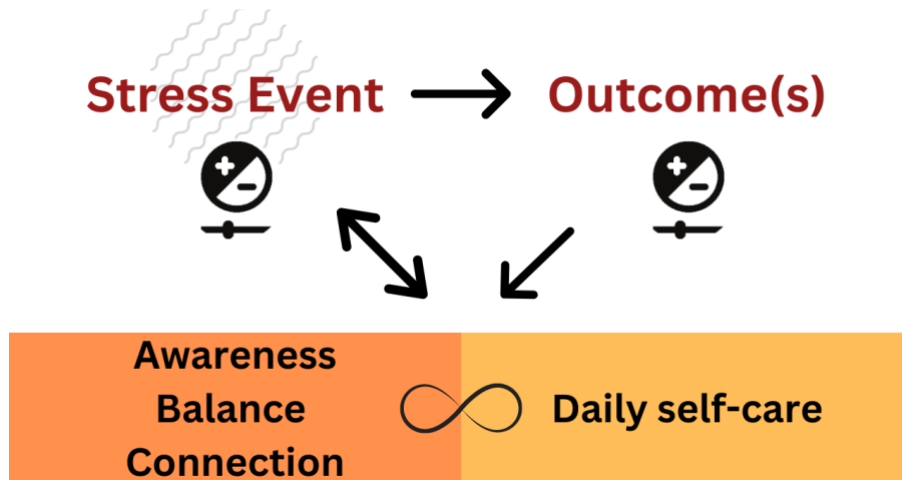 Stress Event
Outcome(s)
Awareness
Balance
Connection
Daily self-care